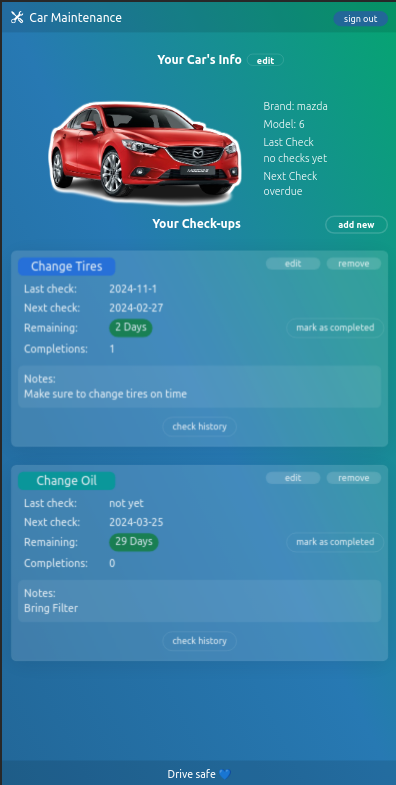 Car Maintenance
sign out
Your Car's Info
edit
Brand: mazda
Model: 6
Last Check
no checks yet
Next Check
overdue
Your Check-ups
add new
Change Tires
edit
remove
Last check: 2024-11-1
Next check: 2024-02-27
Remaining: 2 Days
mark as completed
Completions: 1
Notes:
Make sure to change tires on time
check history
Change Oil
edit
remove
Last check: not yet
Next check: 2024-03-25
Remaining: 29 Days
mark as completed
Completions: 0
Notes:
Bring Filter
check history
Drive safe 💙